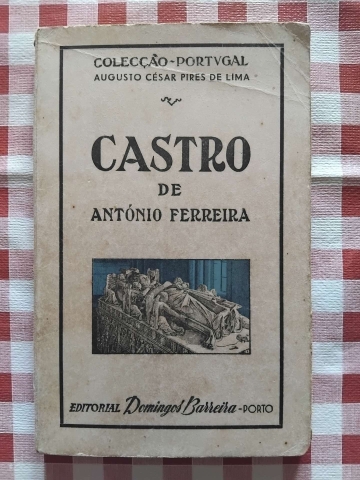 COLECÇÃO-PORTVGAL
AUGUSTO CÉSAR PIRES DE LIMA
CASTRO
DE
ANTÓNIO FERREIRA
EDITORIAL Domingos Barreira-PORTO